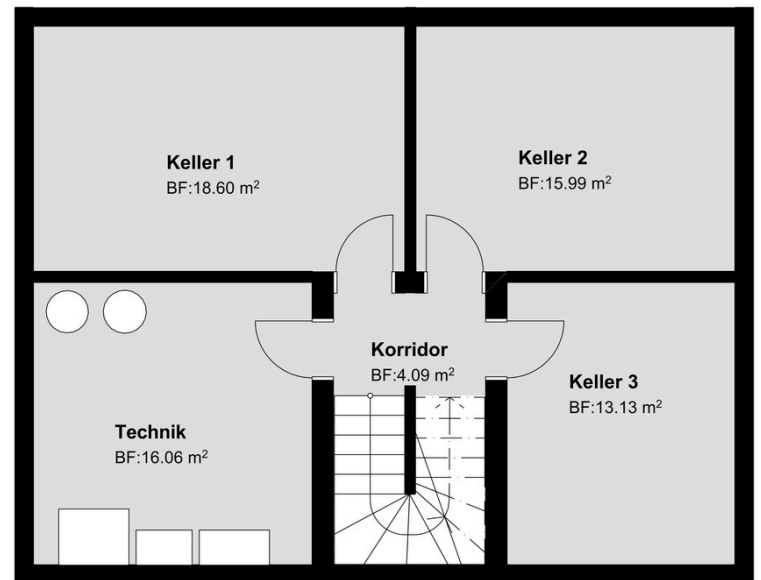 Keller 1
BF:18.60 m²
Keller 2
BF:15.99 m²
Korridor
BF:4.09 m²
Keller 3
BF:13.13 m²
Technik
BF:16.06 m²